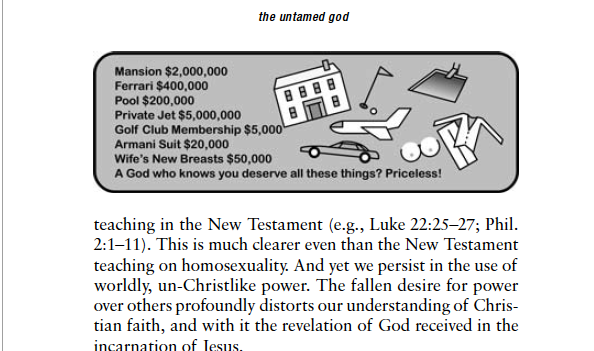 the untamed god
Mansion $2,000,000
Ferrari $400,000
Pool $200,000
Private Jet $5,000,000
Golf Club Membership $5,000
Armani Suit $20,000
Wife's New Breasts $50,000
A God who knows you deserve all these things? Priceless!
teaching in the New Testament (e.g., Luke 22:25–27; Phil.
2:1–11). This is much clearer even than the New Testament
teaching on homosexuality. And yet we persist in the use of
worldly, un-Christlike power. The fallen desire for power
over others profoundly distorts our understanding of Chris-
tian faith, and with it the revelation of God received in the
incarnation of Jesus.